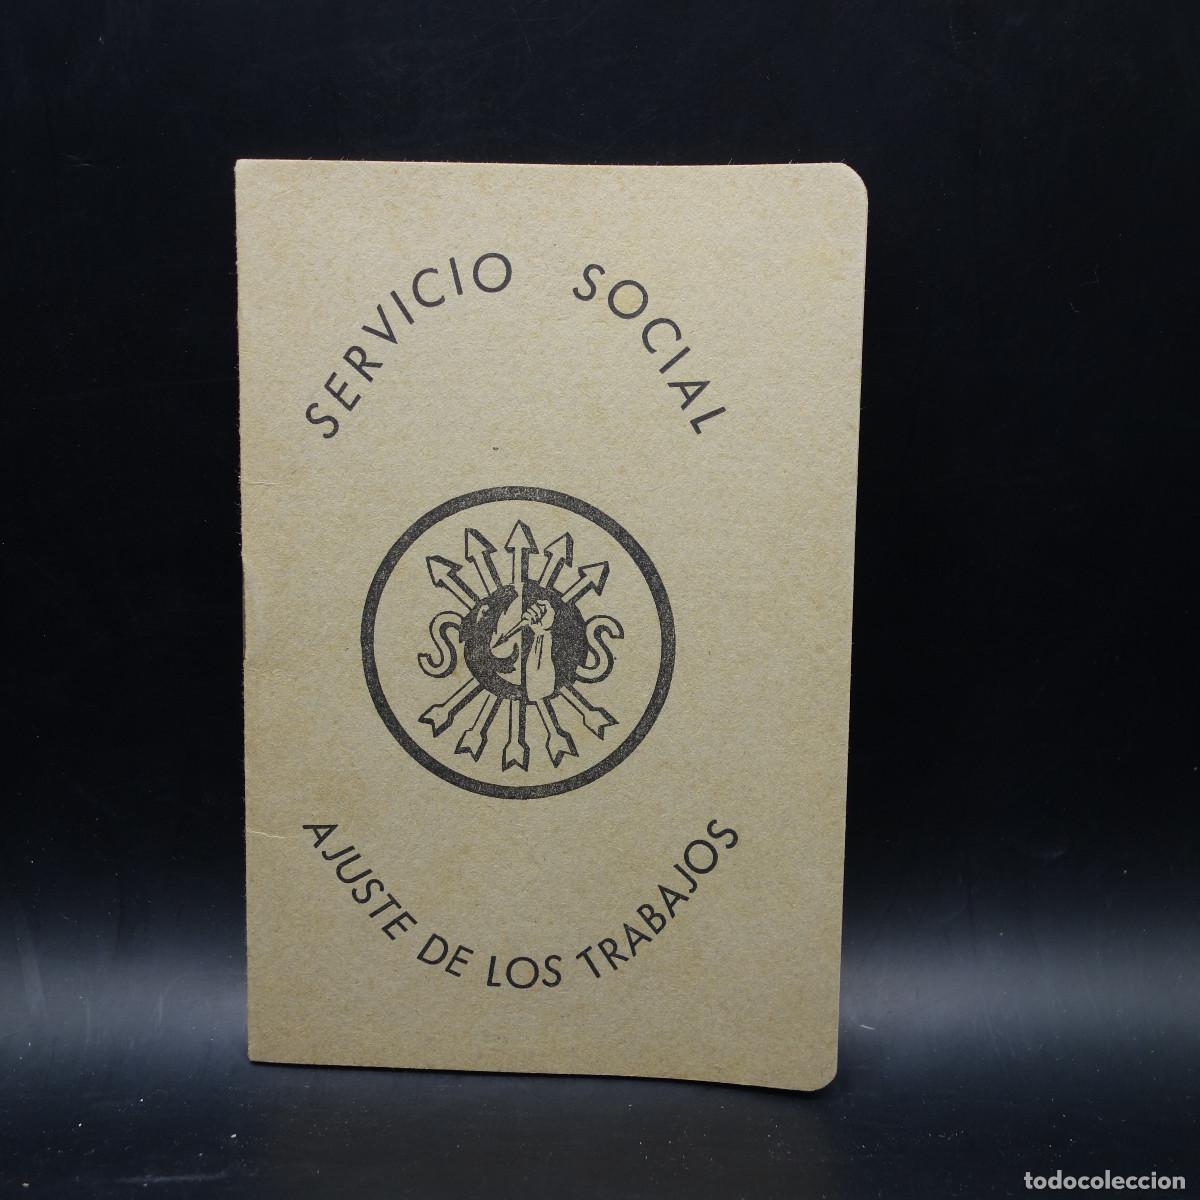 SERVICIO SOCIAL
S S
AJUSTE DE LOS TRABAJOS
todocoleccion